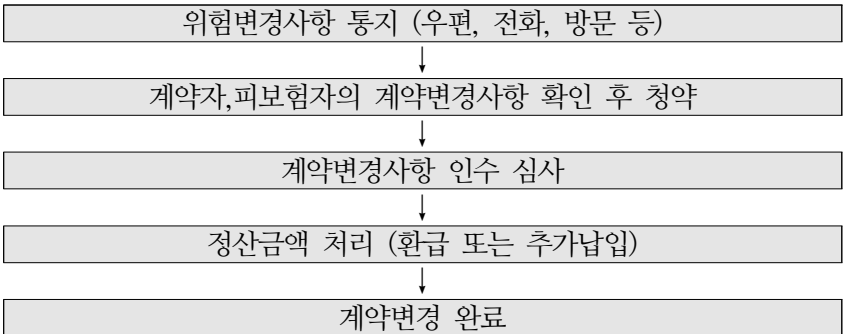 위험변경사항 통지 (우편, 전화, 방문 등)
계약자,피보험자의 계약변경사항 확인 후 청약
계약변경사항 인수 심사
정산금액 처리 (환급 또는 추가납입)
계약변경 완료